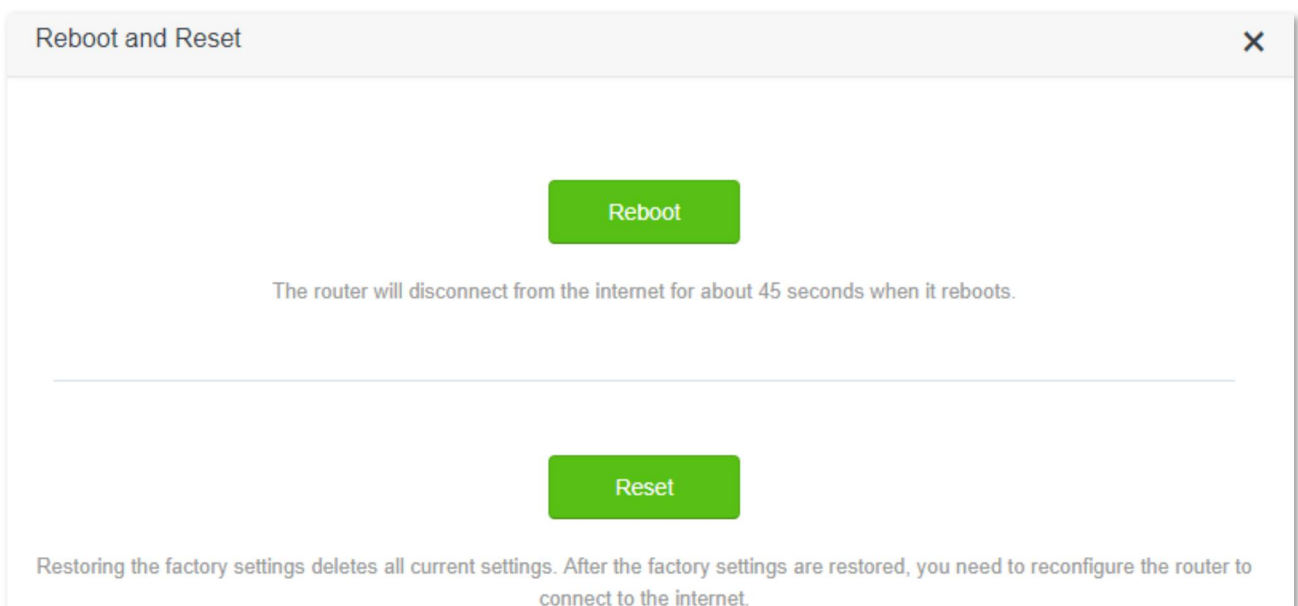 Reboot and Reset
Reboot
The router will disconnect from the internet for about 45 seconds when it reboots.
Reset
Restoring the factory settings deletes all current settings. After the factory settings are restored, you need to reconfigure the router to
connect to the internet.